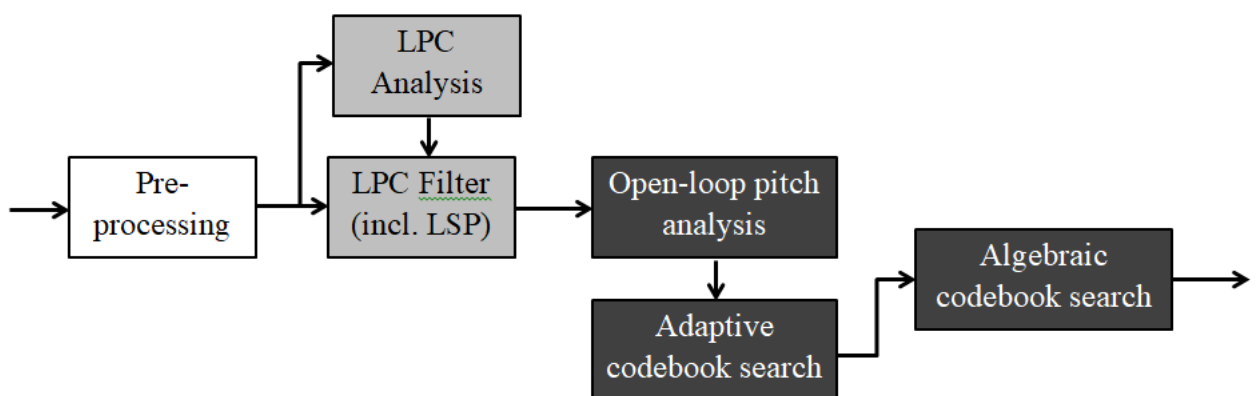 LPC
Analysis
Pre-
processing
LPC Filter
(incl. LSP)
Open-loop pitch
analysis
Adaptive
codebook search
Algebraic
codebook search